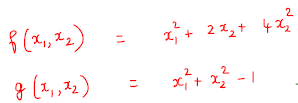 f(x₁,x₂) = x₁² + 2x₂ + 4x₂²
g(x₁,x₂) = x₁² + x₂² - 1